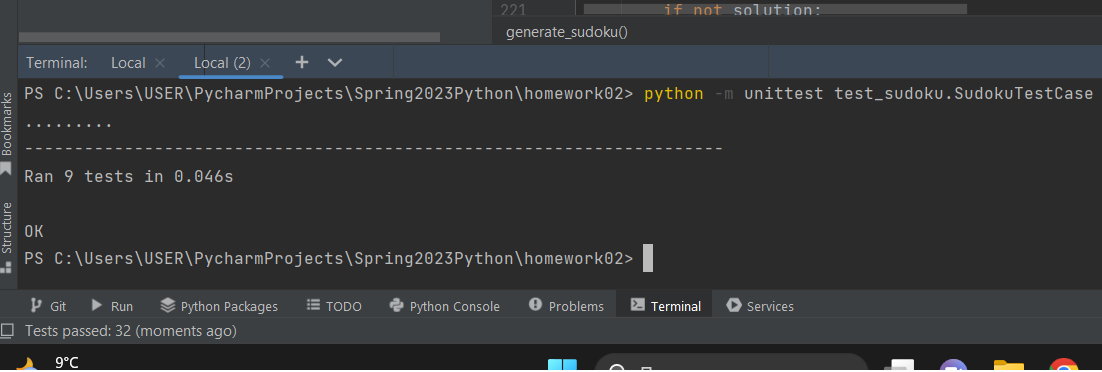 221 if not solution:
generate_sudoku()
Terminal: Local Local (2)
PS C:\Users\USER\PycharmProjects\Spring2023Python\homework02> python -m unittest test_sudoku.SudokuTestCase
.........
----------------------------------------------------------------------
Ran 9 tests in 0.046s
OK
PS C:\Users\USER\PycharmProjects\Spring2023Python\homework02>
Bookmarks
Structure
Git Run Python Packages TODO Python Console Problems Terminal Services
Tests passed: 32 (moments ago)
9°C